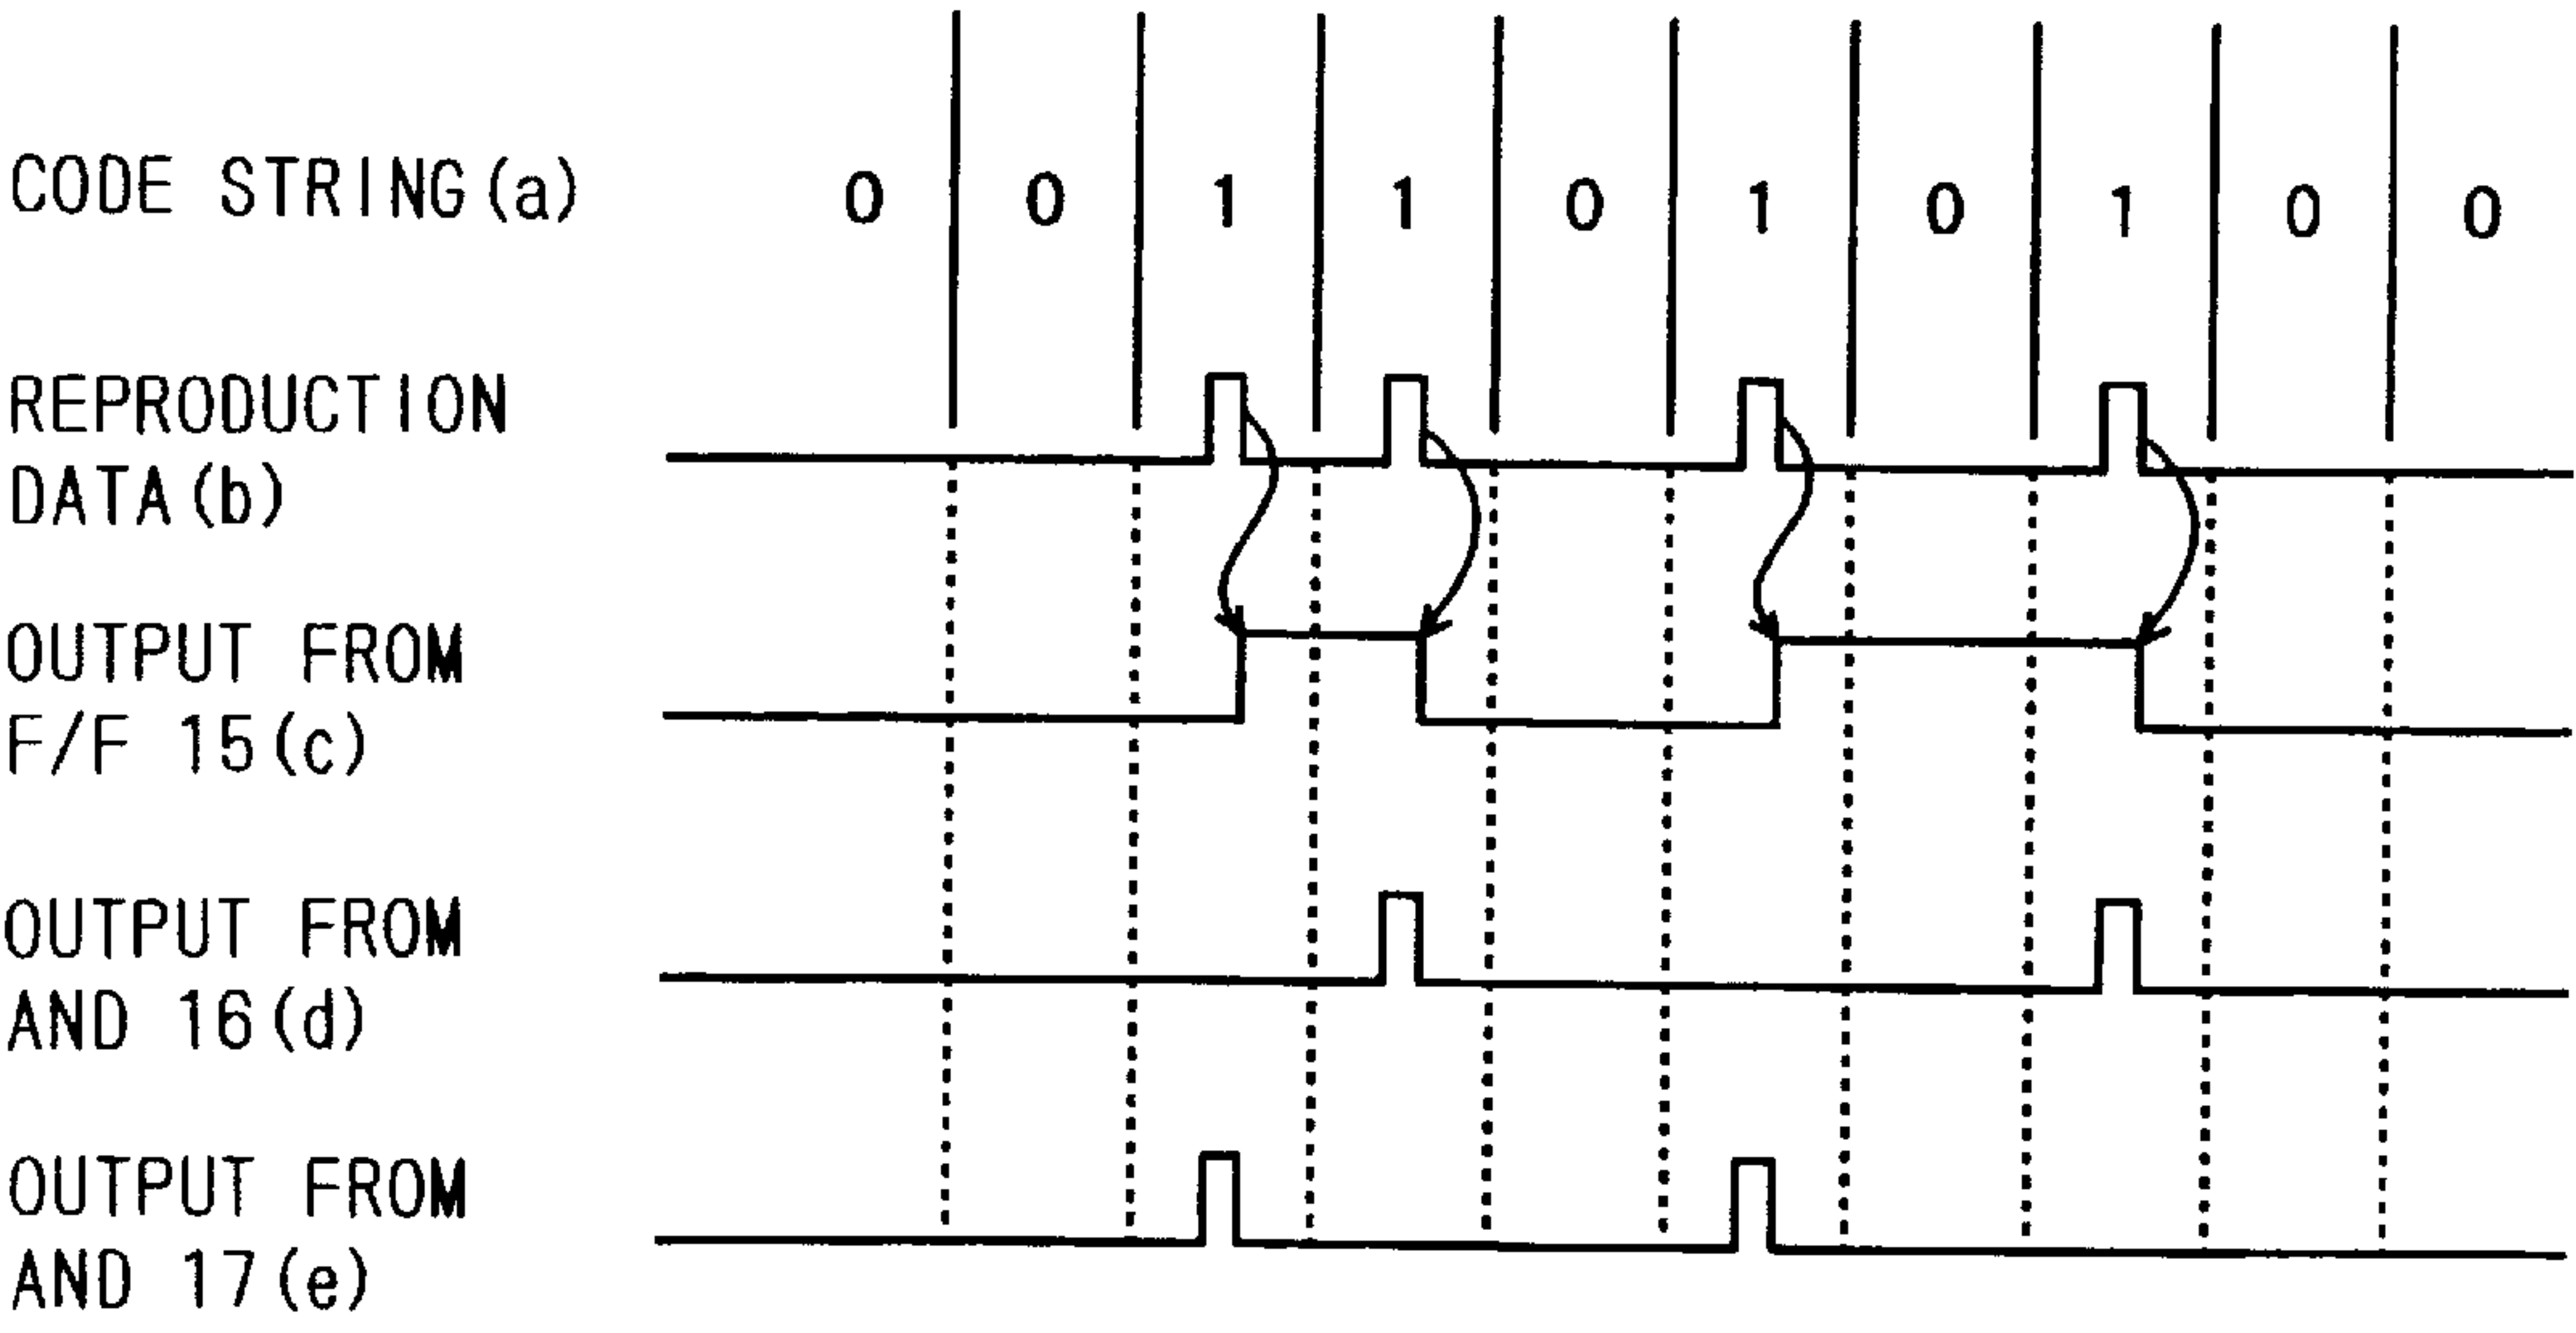 CODE STRING(a) 0 0 1 1 0 1 0 1 0 0
REPRODUCTION
DATA(b)
OUTPUT FROM
F/F 15(c)
OUTPUT FROM
AND 16(d)
OUTPUT FROM
AND 17(e)